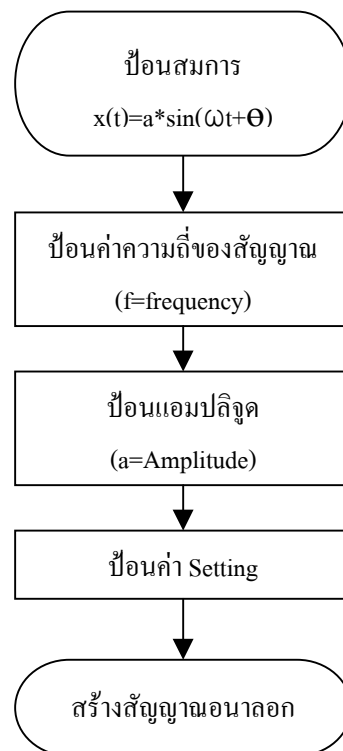 ป้อนสมการ
x(t)=a*sin(ωt+θ)
ป้อนค่าความถี่ของสัญญาณ
(f=frequency)
ป้อนแอมปลิจูด
(a=Amplitude)
ป้อนค่า Setting
สร้างสัญญาณอนาลอก